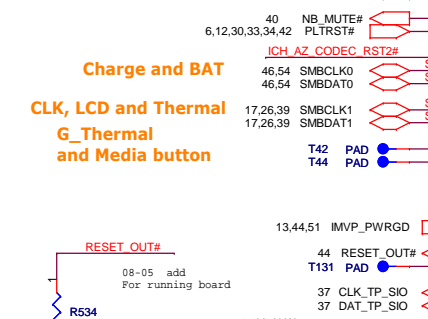 40 NB_MUTE#
6,12,30,33,34,42 PLTRST#
ICH_AZ_CODEC_RST2#
Charge and BAT
46,54 SMBCLK0
46,54 SMBDAT0
CLK, LCD and Thermal
17,26,39 SMBCLK1
17,26,39 SMBDAT1
G_Thermal
and Media button
T42 PAD
T44 PAD
13,44,51 IMVP_PWRGD
RESET_OUT#
44 RESET_OUT#
T131 PAD
08-05 add
For running board
37 CLK_TP_SIO
37 DAT_TP_SIO
1
R534